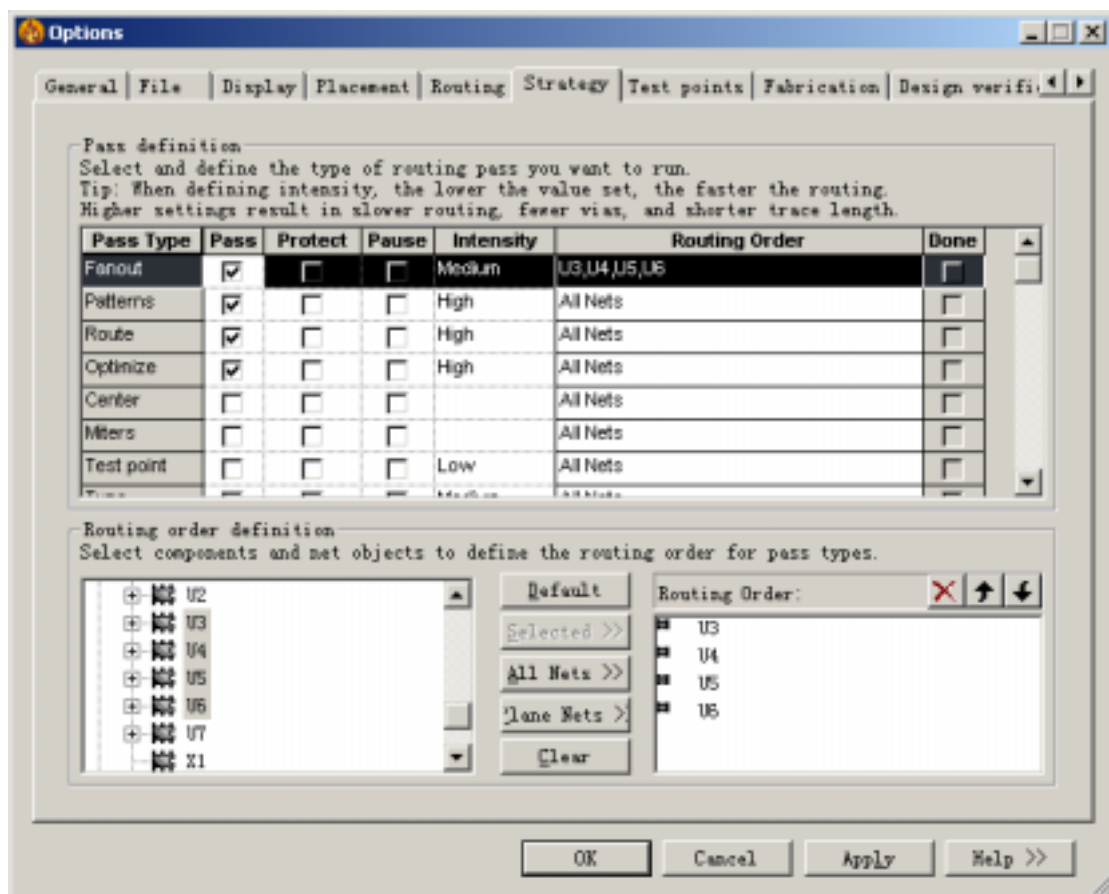 Options
General File Display Placement Routing Strategy Test points Fabrication Design verifi
Pass definition
Select and define the type of routing pass you want to run.
Tip: When defining intensity, the lower the value set, the faster the routing.
Higher settings result in slower routing, fewer vias, and shorter trace length.
Pass Type Pass Protect Pause Intensity Routing Order Done
Fanout Medium U3,U4,U5,U6
Patterns High All Nets
Route High All Nets
Optimize High All Nets
Center All Nets
Miters All Nets
Test point Low All Nets
Routing order definition
Select components and net objects to define the routing order for pass types.
U2
U3
U4
U5
U6
U7
X1
Default
Selected >>
All Nets >>
lane Nets >
Clear
Routing Order:
U3
U4
U5
U6
OK Cancel Apply Help >>